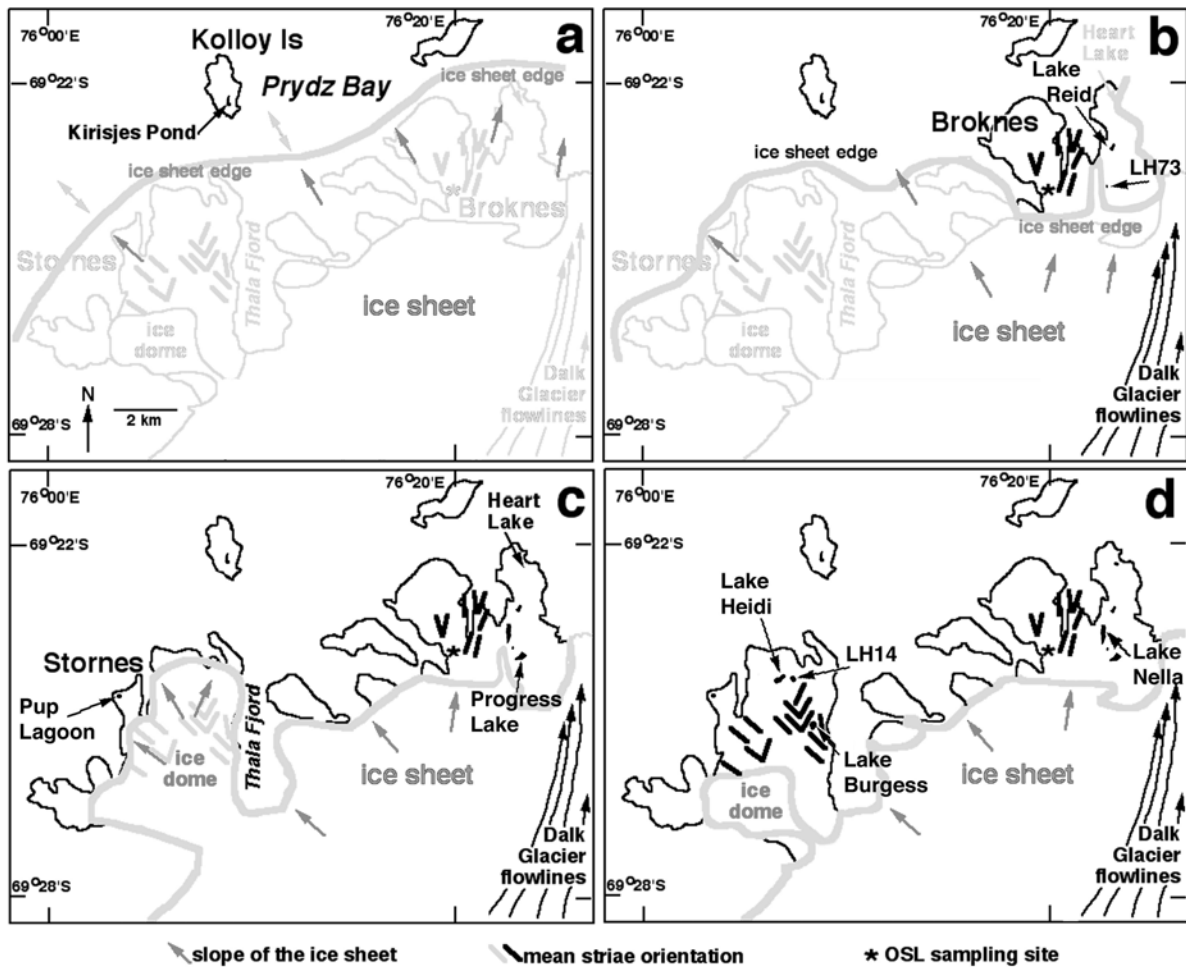 76°00'E
76°20'E
a
Kolloy Is
ice sheet edge
69°22'S
Prydz Bay
Kirisjes Pond
ice sheet edge
Broknes
Stornes
Thala Fjord
ice sheet
ice
dome
N
2 km
Dalk
Glacier
flowlines
69°28'S
76°00'E
76°20'E
b
Heart
Lake
69°22'S
Lake
Reid
Broknes
ice sheet edge
LH73
ice sheet edge
Stornes
Thala Fjord
ice sheet
ice
dome
Dalk
Glacier
flowlines
69°28'S
76°00'E
76°20'E
c
Heart
Lake
69°22'S
Stornes
Pup
Lagoon
Progress
Lake
Thala Fjord
ice
dome
ice sheet
Dalk
Glacier
flowlines
69°28'S
76°00'E
76°20'E
d
69°22'S
Lake
Heidi
LH14
Lake
Nella
Lake
Burgess
ice sheet
ice
dome
Dalk
Glacier
flowlines
69°28'S
slope of the ice sheet
mean striae orientation
* OSL sampling site